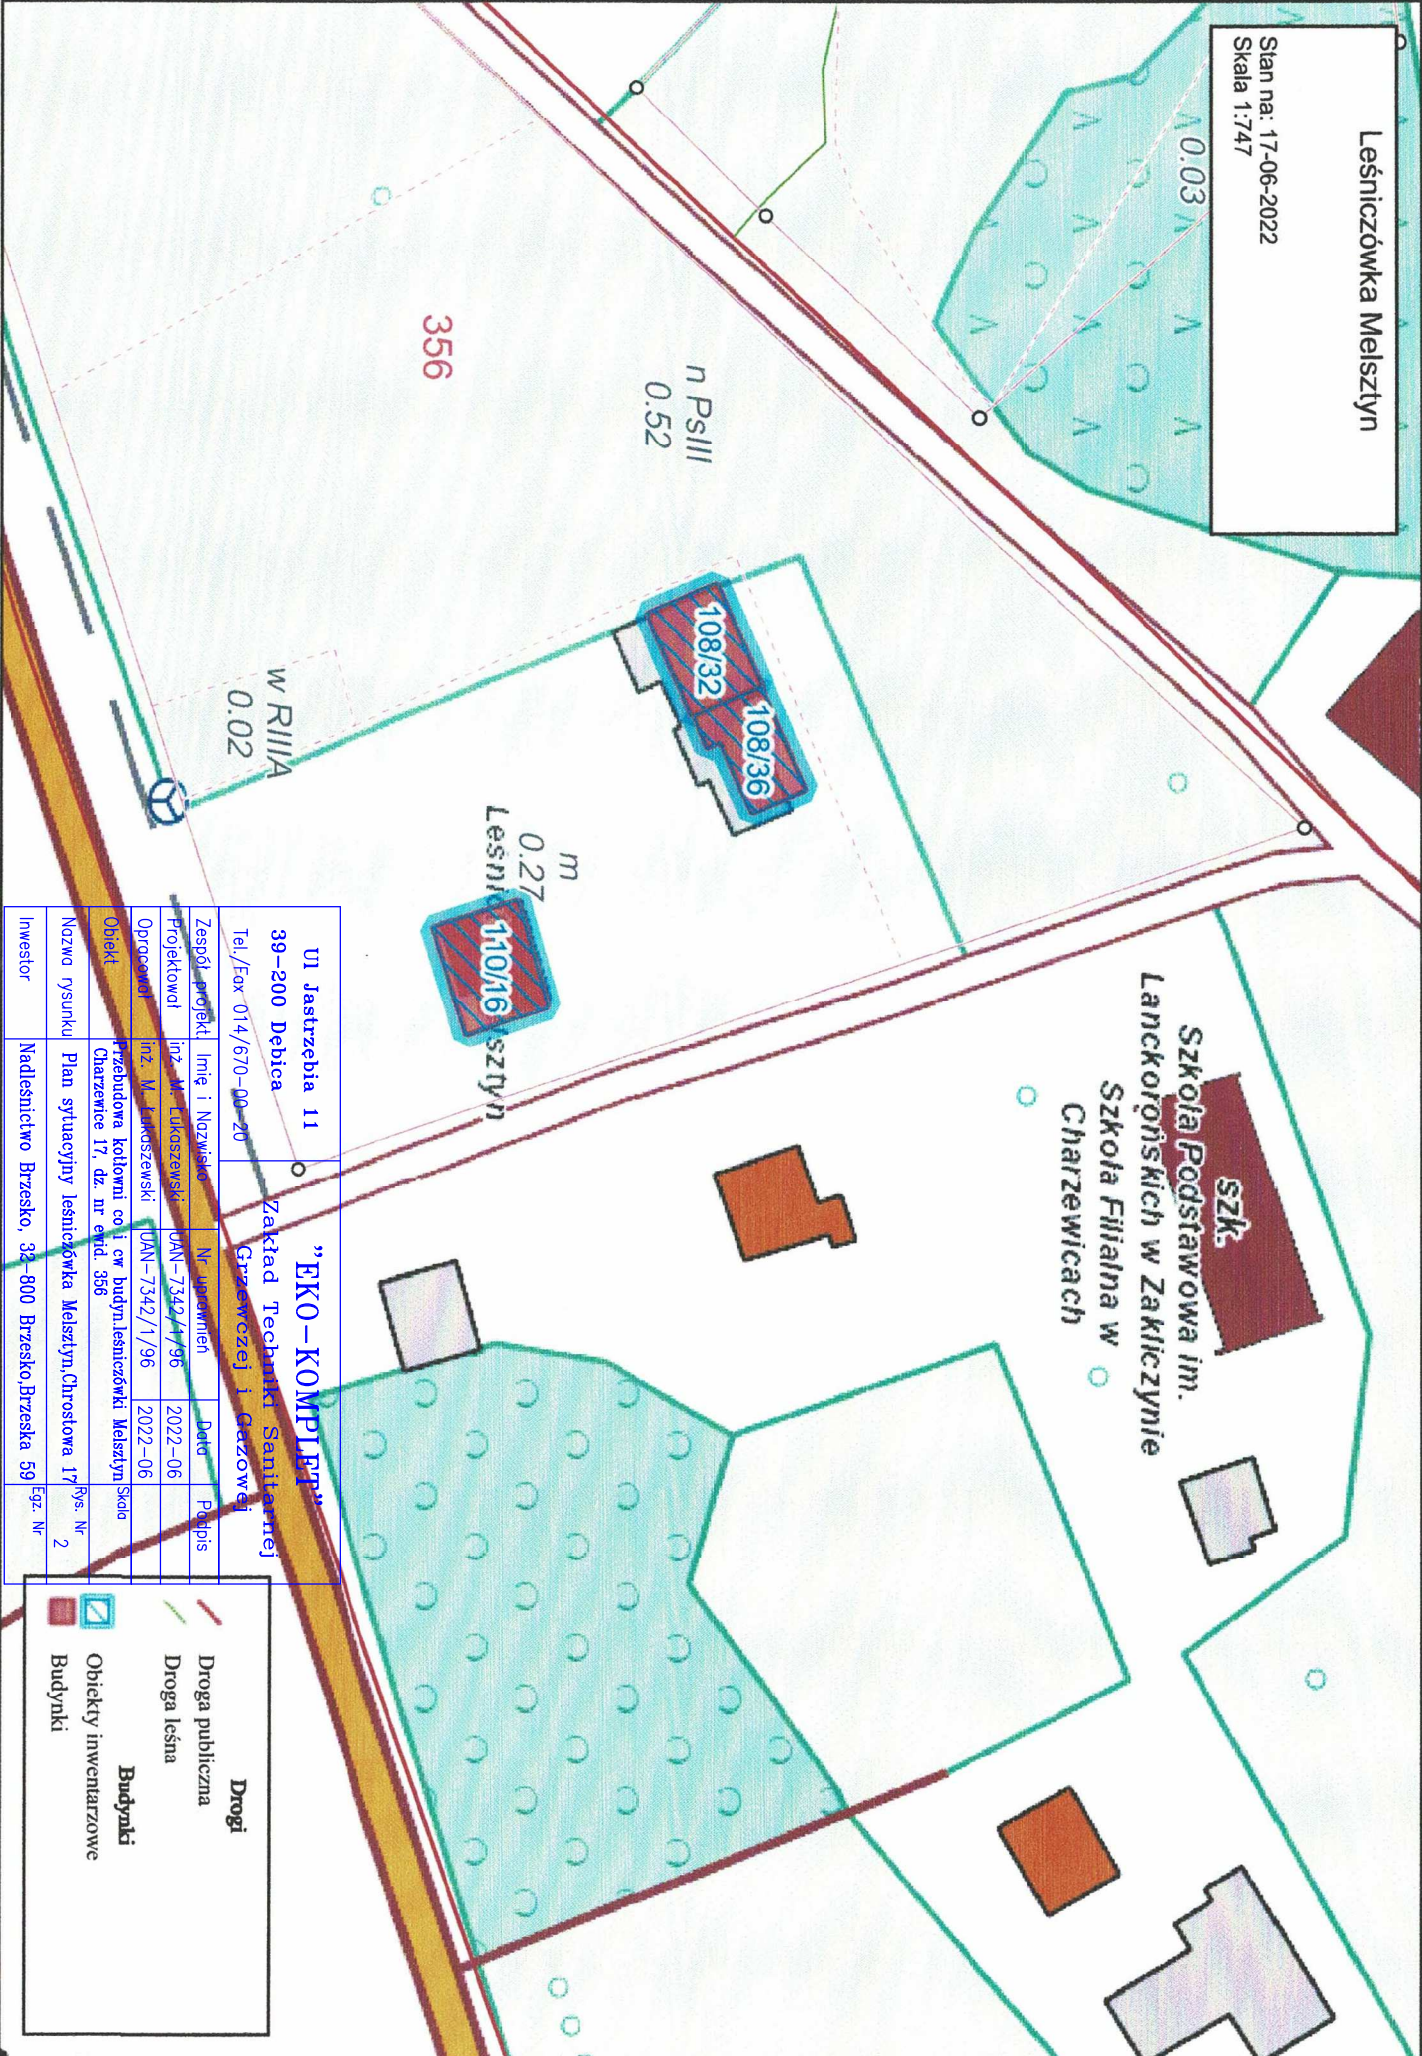 Leśniczówka Melsztyn
Stan na: 17-06-2022
Skala 1:747
0.03
n PsIII
0.52
356
108/32
108/36
w RIIIA
0.02
m
0.27
110/16
sztyn
szk.
Szkoła Podstawowa im.
Lanckorońskich w Zakliczynie
Szkoła Filialna w
Charzewicach
Ul Jastrzębia 11
39-200 Dębica
Tel./Fax 014/670-00-20
"EKO-KOMPLET"
Zakład Techniki Sanitarnej
Grzewczej i Gazowej
Zespół projekt. Imię i Nazwisko Nr uprawnień Data Podpis
Projektował inż. M. Łukaszewski UAN-7342/1/96 2022-06
Opracował inż. M. Łukaszewski UAN-7342/1/96 2022-06
Obiekt Przebudowa kotłowni co i cw budyn.leśniczówki Melsztyn Skala
Charzewice 17, dz. nr ewid. 356
Nazwa rysunku Plan sytuacyjny leśniczówka Melsztyn,Chrostowa 17 Rys. Nr 2
Inwestor Nadleśnictwo Brzesko, 32-800 Brzesko,Brzeska 59 Egz. Nr
Drogi
Droga publiczna
Droga leśna
Budynki
Obiekty inwentarzowe
Budynki